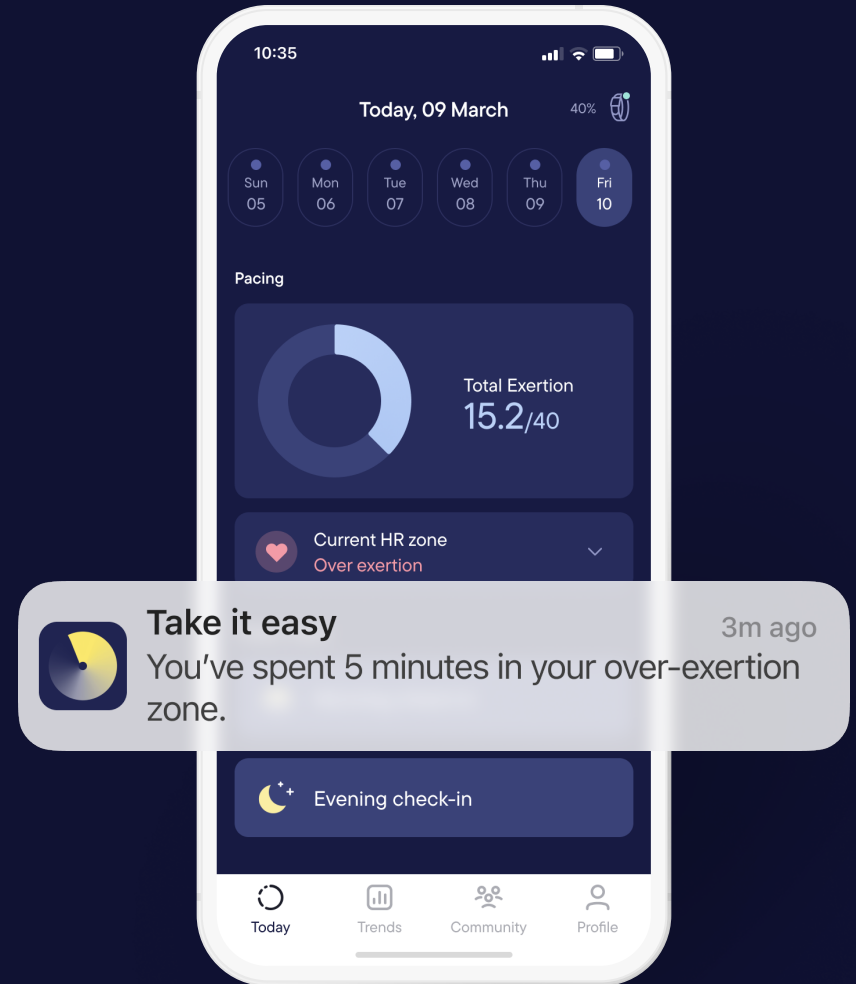 10:35
Today, 09 March
40%
Sun
05
Mon
06
Tue
07
Wed
08
Thu
09
Fri
10
Pacing
Total Exertion
15.2/40
Current HR zone
Over exertion
Take it easy
3m ago
You’ve spent 5 minutes in your over-exertion
zone.
Evening check-in
Today
Trends
Community
Profile